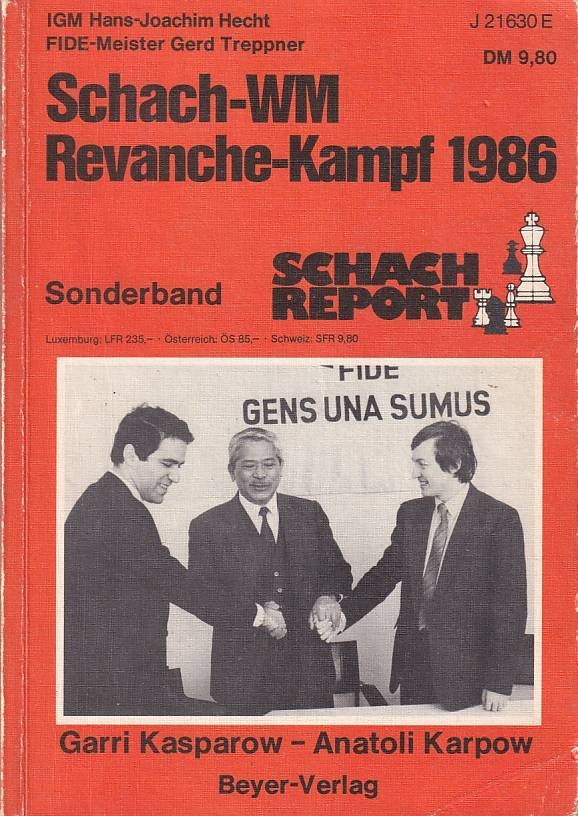 IGM Hans-Joachim Hecht
FIDE-Meister Gerd Treppner
J 21630 E
DM 9,80
Schach-WM
Revanche-Kampf 1986
Sonderband
SCHACH
REPORT
Luxemburg: LFR 235,– · Österreich: ÖS 85,– · Schweiz: SFR 9,80
FIDE
GENS UNA SUMUS
Garri Kasparow – Anatoli Karpow
Beyer-Verlag